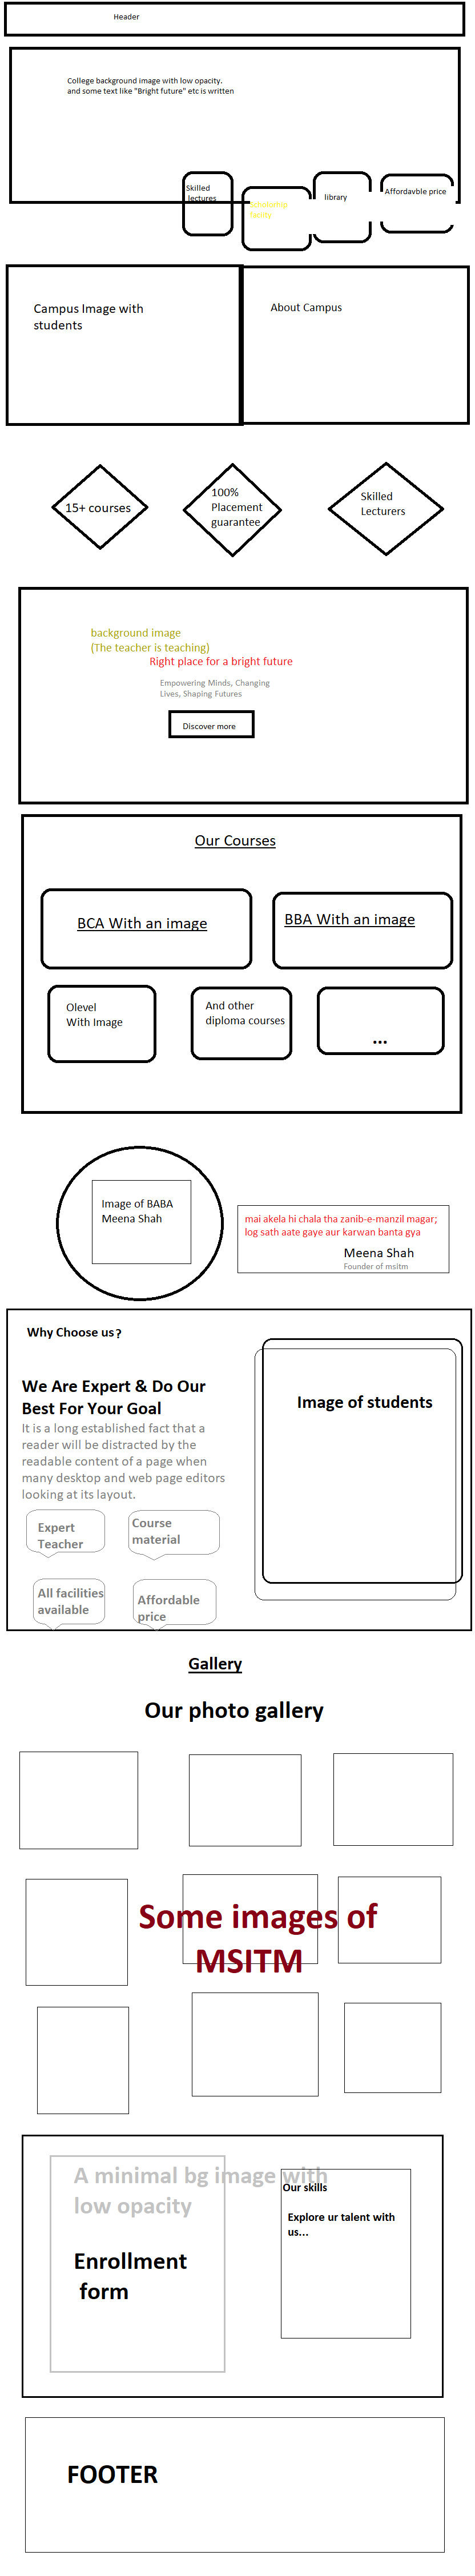 Header
College background image with low opacity.
and some text like "Bright future" etc is written
Skilled
lectures
Scholorship
facility
library
Affordavble price
Campus Image with
students
About Campus
15+ courses
100%
Placement
guarantee
Skilled
Lecturers
background image
(The teacher is teaching)
Right place for a bright future
Empowering Minds, Changing
Lives, Shaping Futures
Discover more
Our Courses
BCA With an image
BBA With an image
Olevel
With Image
And other
diploma courses
...
Image of BABA
Meena Shah
mai akela hi chala tha zanib-e-manzil magar;
log sath aate gaye aur karwan banta gya
Meena Shah
Founder of msitm
Why Choose us?
We Are Expert & Do Our
Best For Your Goal
It is a long established fact that a
reader will be distracted by the
readable content of a page when
many desktop and web page editors
looking at its layout.
Image of students
Expert
Teacher
Course
material
All facilities
available
Affordable
price
Gallery
Our photo gallery
Some images of
MSITM
A minimal bg image with
low opacity
Our skills
Explore ur talent with
us...
Enrollment
form
FOOTER